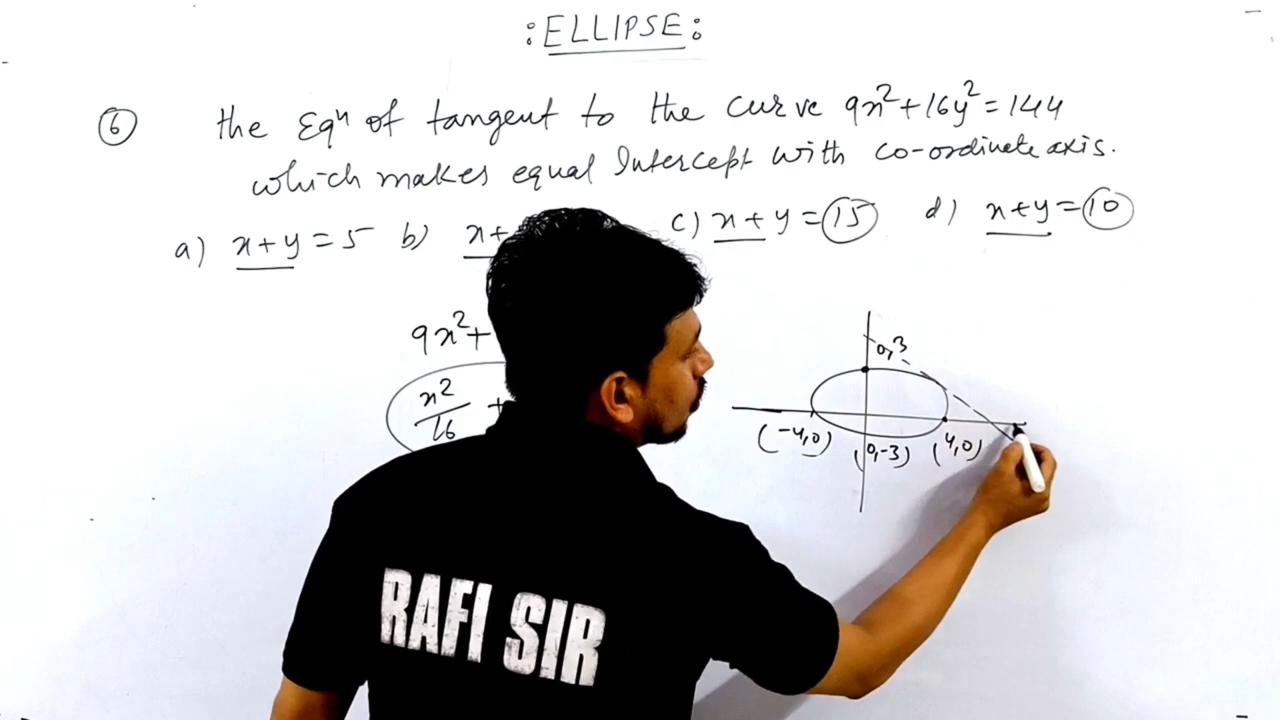 :ELLIPSE:
⑥ the Eqⁿ of tangent to the curve 9x²+16y²=144
which makes equal Intercept with co-ordinate axis.
a) x+y=5 b) x+ c) x+y=15 d) x+y=10
9x²+
x²/16 +
0,3
(-4,0) (0,-3) (4,0)
RAFI SIR